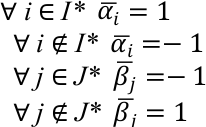 ∀ i ∈ I* ᾱᵢ = 1
∀ i ∉ I* ᾱᵢ =− 1
∀ j ∈ J* β̄ⱼ =− 1
∀ j ∉ J* β̄ⱼ = 1